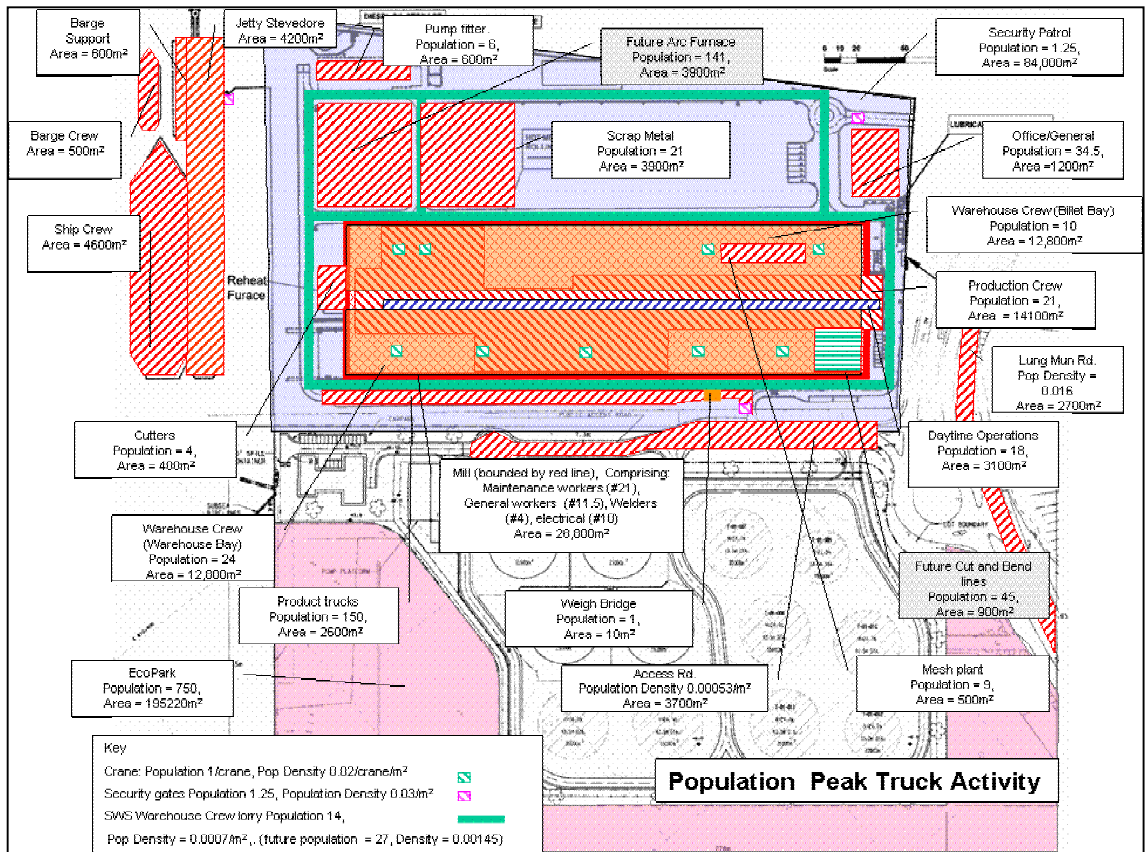 Barge
Support
Area = 600m²
Jetty Stevedore
Area = 4200m²
Pump fitter.
Population = 6,
Area = 600m²
Future Arc Furnace
Population = 141,
Area = 3900m²
Security Patrol
Population = 1.25,
Area = 84,000m²
Scale
Barge Crew
Area = 500m²
Scrap Metal
Population = 21
Area = 3900m²
Office/General
Population = 34.5,
Area =1200m²
Ship Crew
Area = 4600m²
Warehouse Crew (Billet Bay)
Population = 10
Area = 12,800m²
Reheat
Furace
Production Crew
Population = 21,
Area = 14100m²
Lung Mun Rd.
Pop Density =
0.016
Area = 2700m²
Cutters
Population = 4,
Area = 400m²
Daytime Operations
Population = 18,
Area = 3100m²
Mill (bounded by red line), Comprising:
Maintenance workers (#21),
General workers (#11.5), Welders
(#4), electrical (#10)
Area = 26,000m²
Warehouse Crew
(Warehouse Bay)
Population = 24
Area = 12,800m²
LOT BOUNDARY
PUMP PLATFORM
Future Cut and Bend
lines
Population = 45,
Area = 900m²
Product trucks
Population = 150,
Area = 2600m²
Weigh Bridge
Population = 1,
Area = 10m²
EcoPark
Population = 750,
Area = 195220m²
Access Rd.
Population Density 0.00053/m²
Area = 3700m²
Mesh plant
Population = 9,
Area = 500m²
Key
Crane: Population 1/crane, Pop Density 0.02/crane/m²
Security gates Population 1.25, Population Density 0.03/m²
SWS Warehouse Crew lorry Population 14,
Pop Density = 0.0007/m²,. (future population = 27, Density = 0.00145)
Population Peak Truck Activity